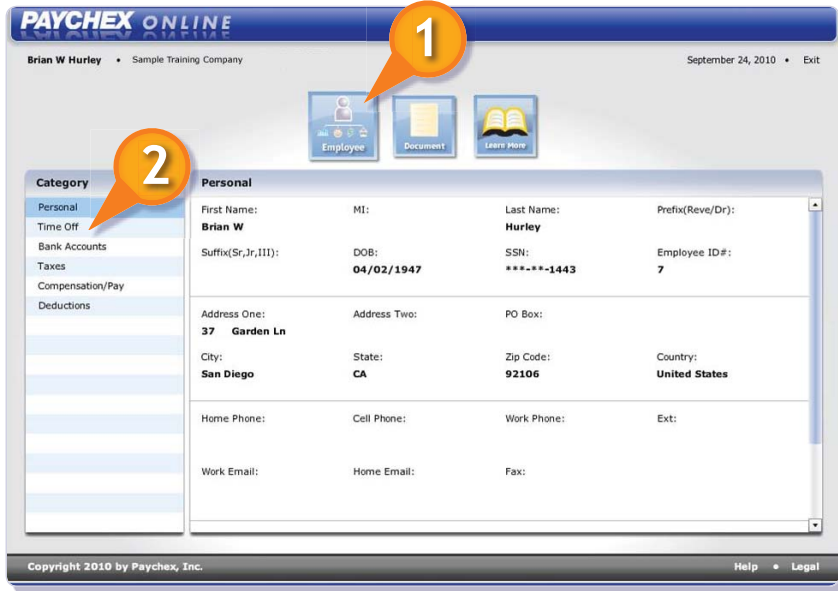 PAYCHEX ONLINE
1
Brian W Hurley • Sample Training Company September 24, 2010 • Exit
Employee Document Learn More
2
Category Personal
Personal
Time Off
Bank Accounts
Taxes
Compensation/Pay
Deductions
First Name: MI: Last Name: Prefix(Reve/Dr):
Brian W Hurley
Suffix(Sr,Jr,III): DOB: SSN: Employee ID#:
04/02/1947 ***-**-1443 7
Address One: Address Two: PO Box:
37 Garden Ln
City: State: Zip Code: Country:
San Diego CA 92106 United States
Home Phone: Cell Phone: Work Phone: Ext:
Work Email: Home Email: Fax:
Copyright 2010 by Paychex, Inc. Help • Legal